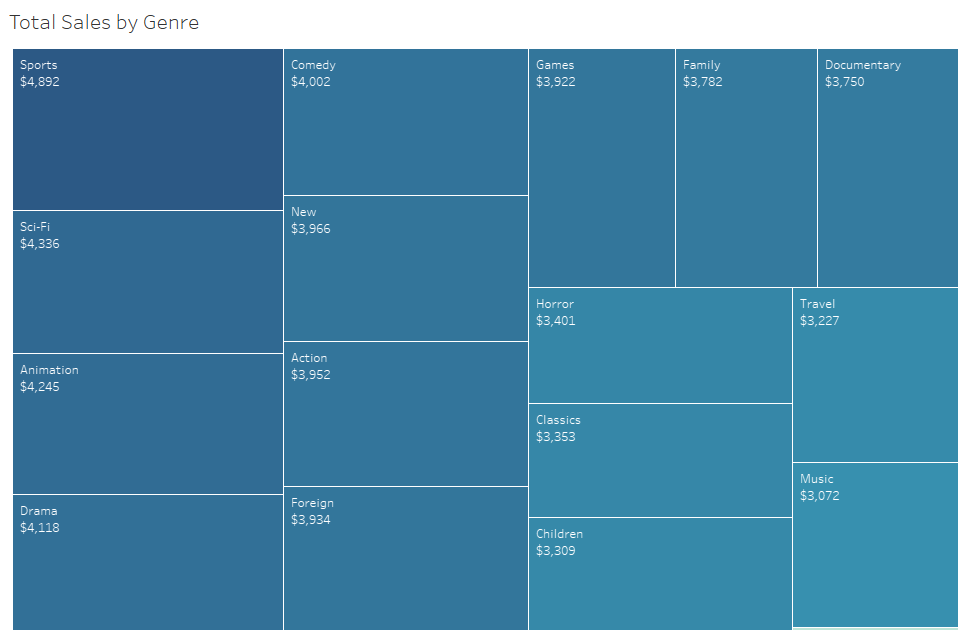 Total Sales by Genre
Sports
$4,892
Sci-Fi
$4,336
Animation
$4,245
Drama
$4,118
Comedy
$4,002
New
$3,966
Action
$3,952
Foreign
$3,934
Games
$3,922
Family
$3,782
Documentary
$3,750
Horror
$3,401
Classics
$3,353
Children
$3,309
Travel
$3,227
Music
$3,072